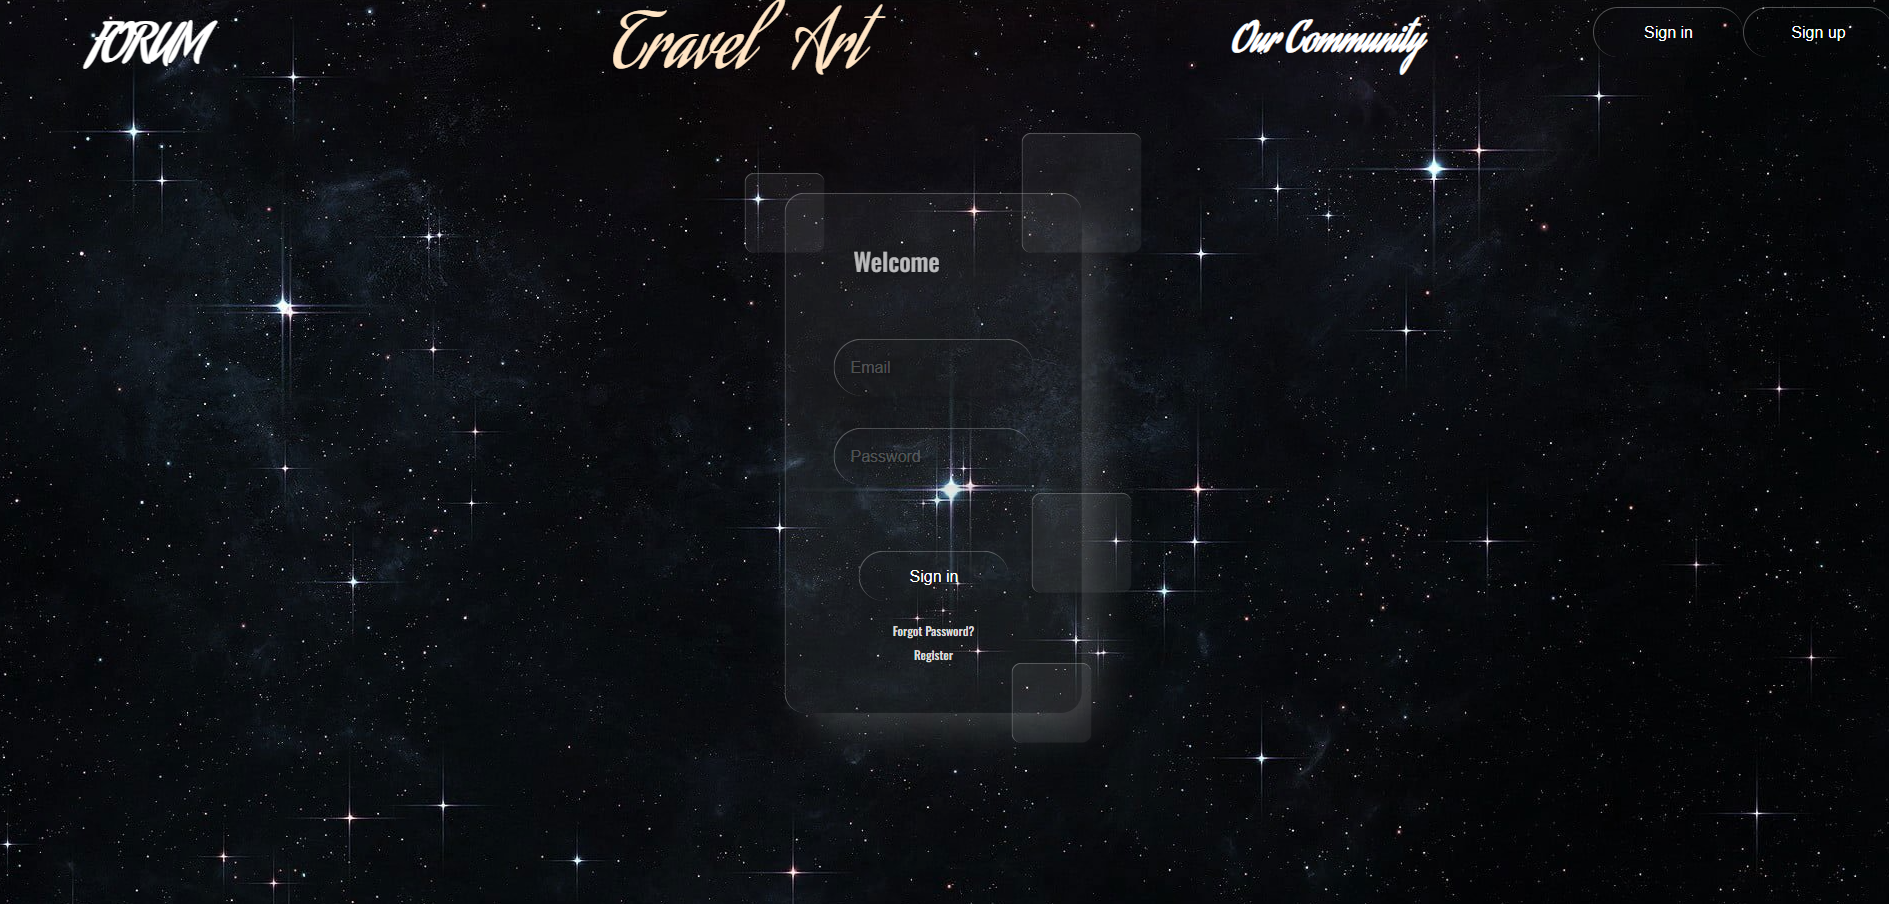 FORUM
Travel Art
Our Community
Sign in
Sign up
Welcome
Email
Password
Sign in
Forgot Password?
Register